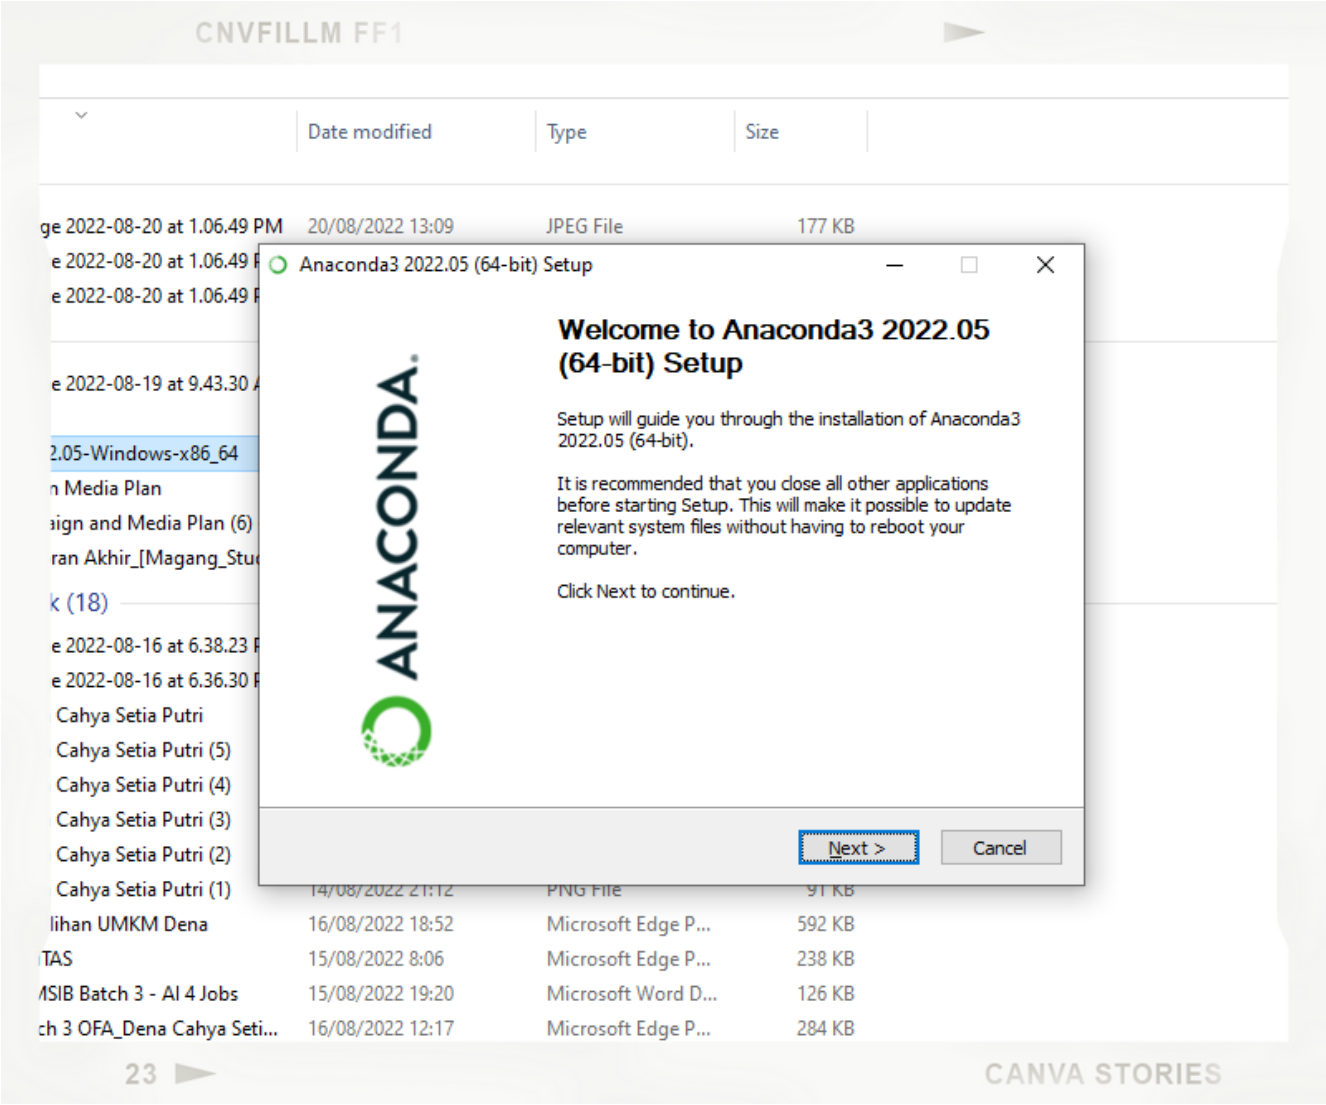 CNVFILLM FF1
Date modified Type Size
ge 2022-08-20 at 1.06.49 PM 20/08/2022 13:09 JPEG File 177 KB
e 2022-08-20 at 1.06.49
Anaconda3 2022.05 (64-bit) Setup
e 2022-08-20 at 1.06.49
Welcome to Anaconda3 2022.05
(64-bit) Setup
ANACONDA.
Setup will guide you through the installation of Anaconda3
2022.05 (64-bit).
It is recommended that you close all other applications
before starting Setup. This will make it possible to update
relevant system files without having to reboot your
computer.
Click Next to continue.
Next >
Cancel
e 2022-08-19 at 9.43.30
2.05-Windows-x86_64
n Media Plan
aign and Media Plan (6)
ran Akhir_[Magang_Stu
k (18)
e 2022-08-16 at 6.38.23
e 2022-08-16 at 6.36.30
Cahya Setia Putri
Cahya Setia Putri (5)
Cahya Setia Putri (4)
Cahya Setia Putri (3)
Cahya Setia Putri (2)
Cahya Setia Putri (1) 14/08/2022 21:12 PNG File 91 KB
lihan UMKM Dena 16/08/2022 18:52 Microsoft Edge P... 592 KB
TAS 15/08/2022 8:06 Microsoft Edge P... 238 KB
MSIB Batch 3 - AI 4 Jobs 15/08/2022 19:20 Microsoft Word D... 126 KB
ch 3 OFA_Dena Cahya Seti... 16/08/2022 12:17 Microsoft Edge P... 284 KB
23
CANVA STORIES